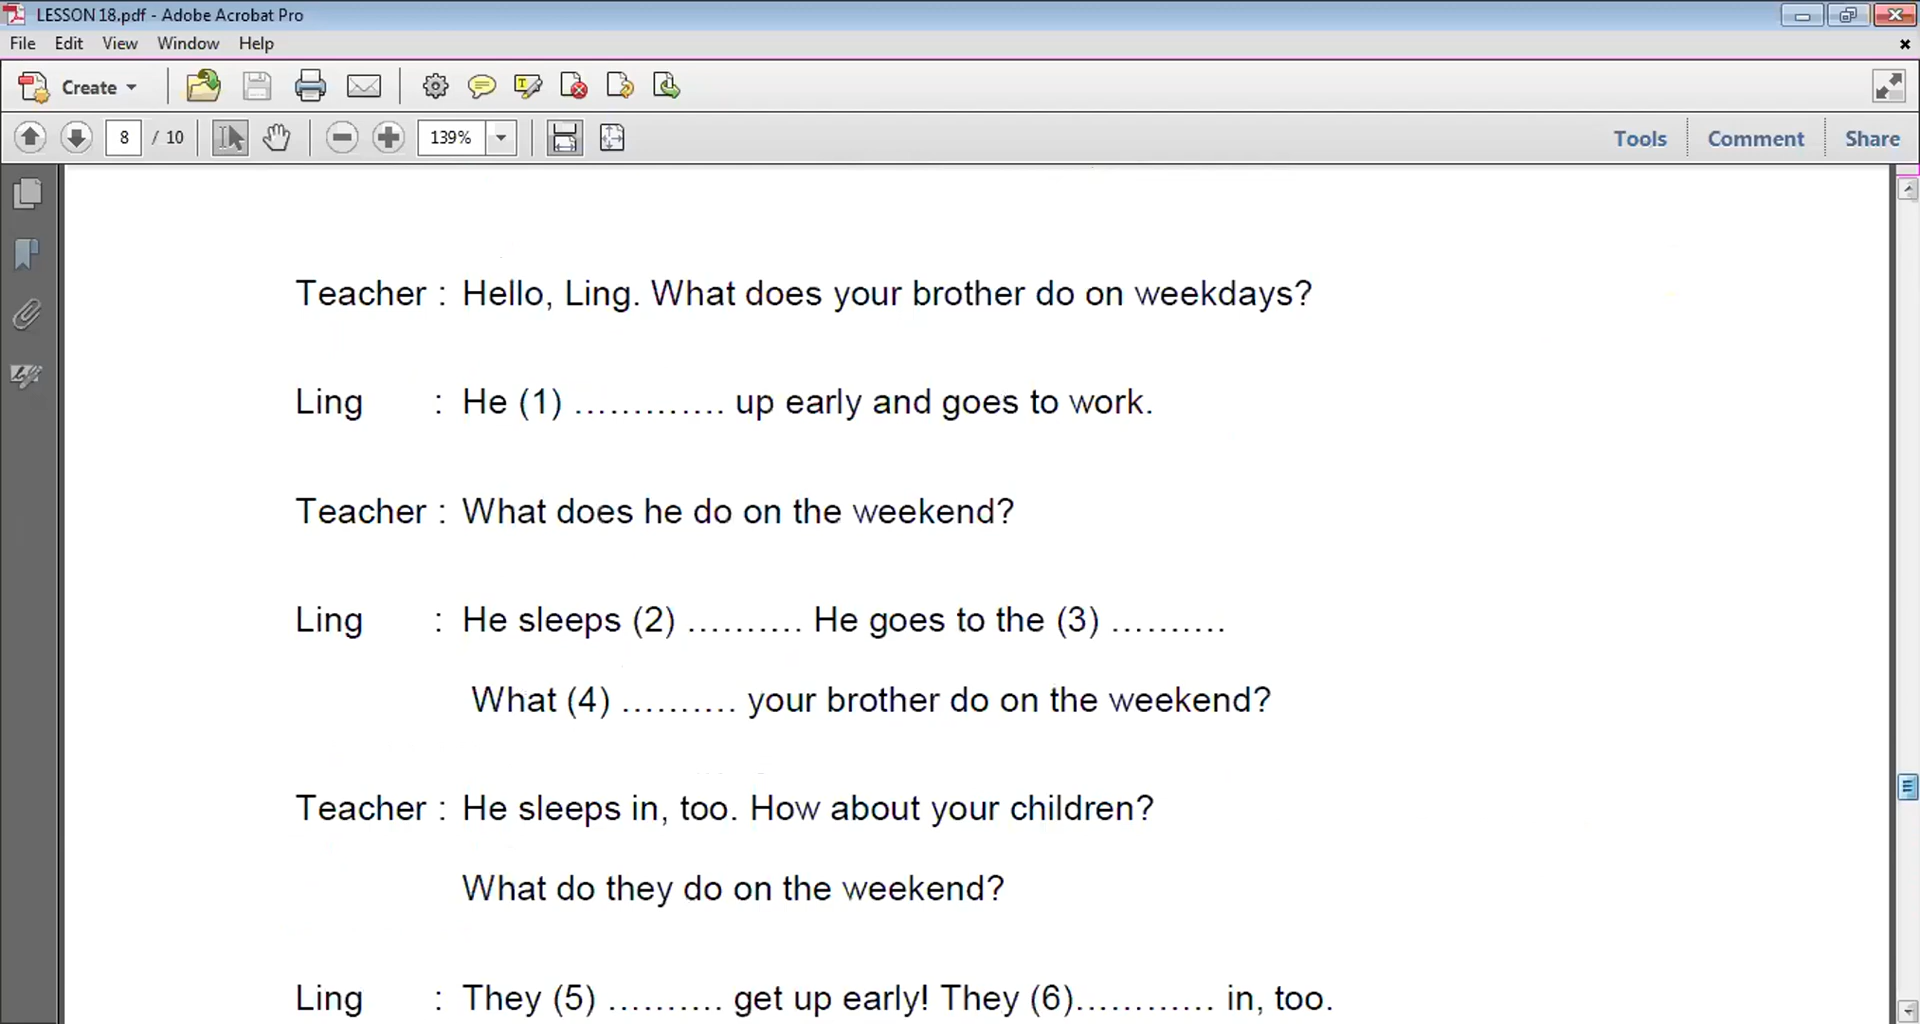 LESSON 18.pdf - Adobe Acrobat Pro
File Edit View Window Help
Create
8 / 10 139% Tools Comment Share
Teacher : Hello, Ling. What does your brother do on weekdays?
Ling : He (1) ............. up early and goes to work.
Teacher : What does he do on the weekend?
Ling : He sleeps (2) .......... He goes to the (3) ..........
What (4) .......... your brother do on the weekend?
Teacher : He sleeps in, too. How about your children?
What do they do on the weekend?
Ling : They (5) .......... get up early! They (6)............ in, too.